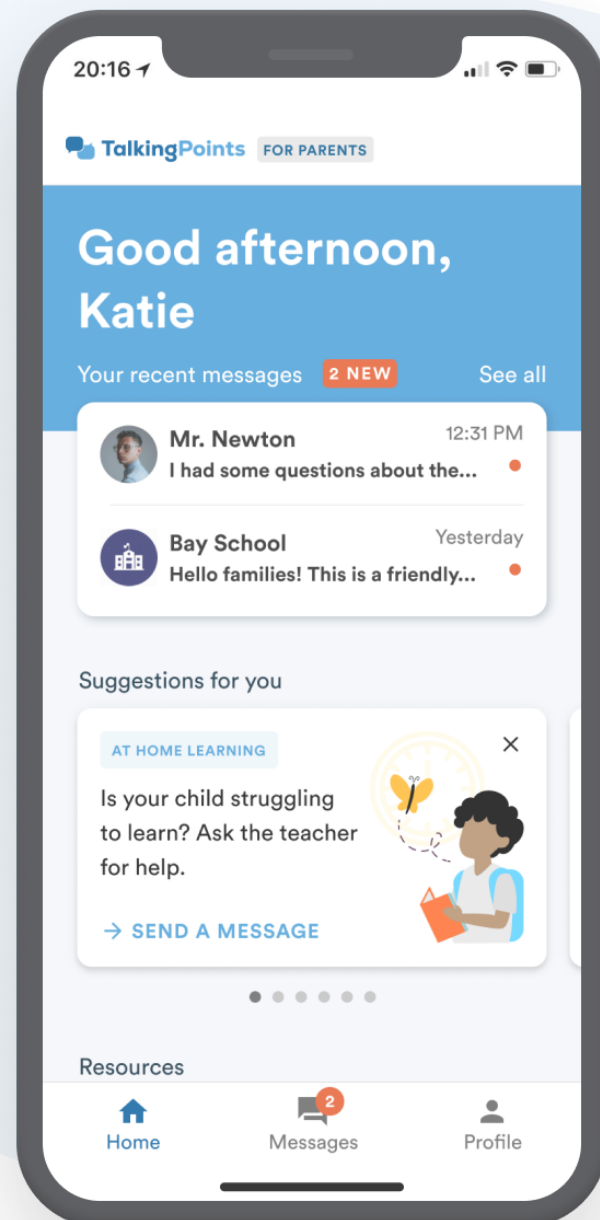 20:16
TalkingPoints FOR PARENTS
Good afternoon,
Katie
Your recent messages 2 NEW See all
Mr. Newton 12:31 PM
I had some questions about the...
Bay School Yesterday
Hello families! This is a friendly...
Suggestions for you
AT HOME LEARNING
Is your child struggling
to learn? Ask the teacher
for help.
→ SEND A MESSAGE
Resources
2
Home Messages Profile